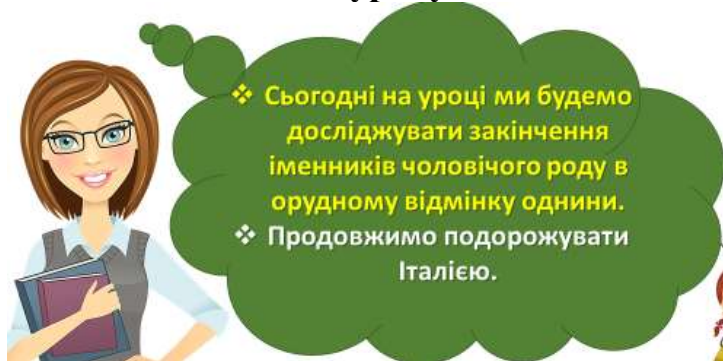 ❖ Сьогодні на уроці ми будемо
досліджувати закінчення
іменників чоловічого роду в
орудному відмінку однини.
❖ Продовжимо подорожувати
Італією.